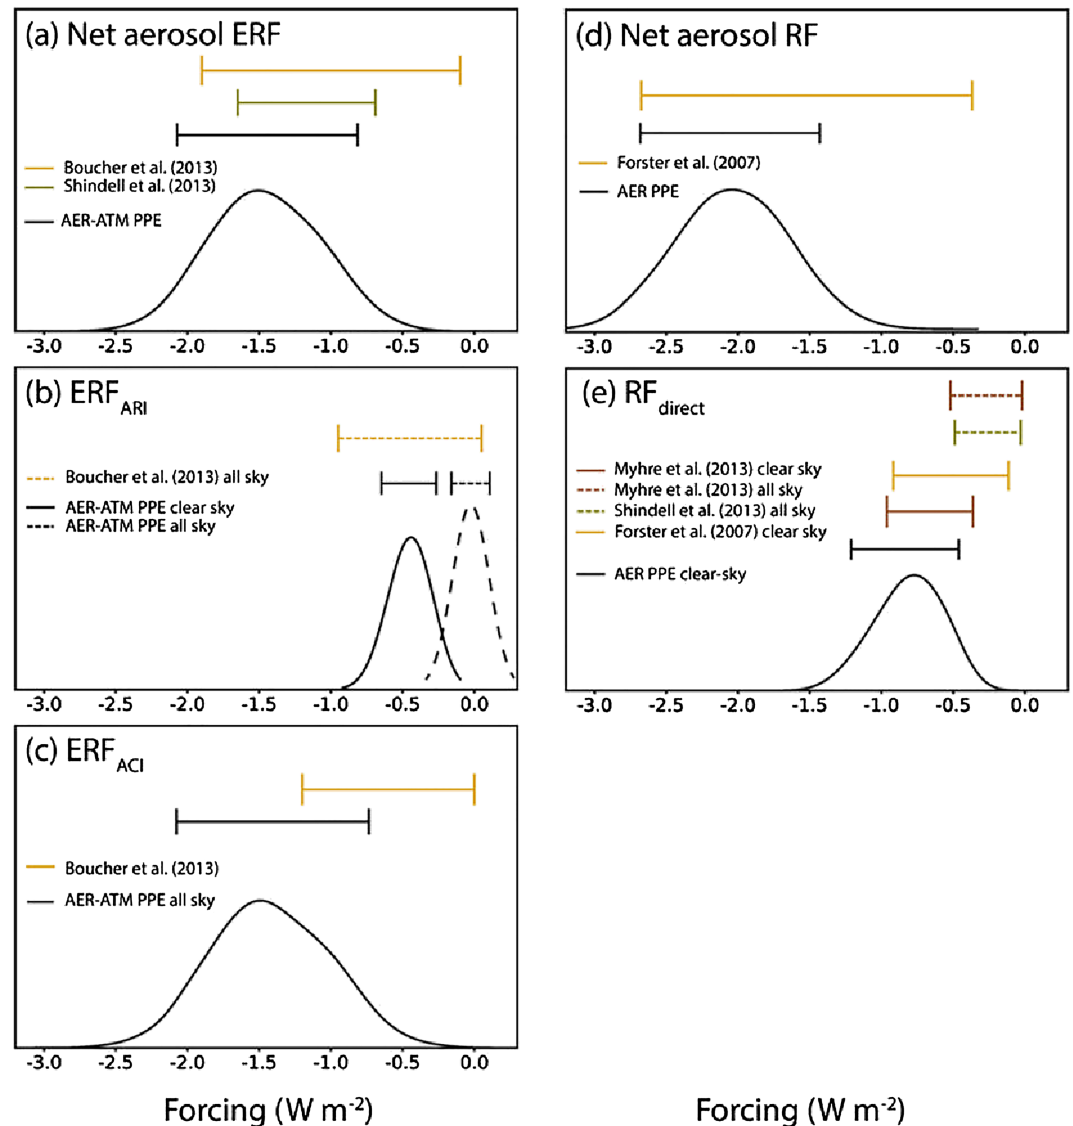 (a) Net aerosol ERF
Boucher et al. (2013)
Shindell et al. (2013)
AER-ATM PPE
-3.0 -2.5 -2.0 -1.5 -1.0 -0.5 0.0
(b) ERF ARI
Boucher et al. (2013) all sky
AER-ATM PPE clear sky
AER-ATM PPE all sky
-3.0 -2.5 -2.0 -1.5 -1.0 -0.5 0.0
(c) ERF ACI
Boucher et al. (2013)
AER-ATM PPE all sky
-3.0 -2.5 -2.0 -1.5 -1.0 -0.5 0.0
Forcing (W m-2)
(d) Net aerosol RF
Forster et al. (2007)
AER PPE
-3.0 -2.5 -2.0 -1.5 -1.0 -0.5 0.0
(e) RF direct
Myhre et al. (2013) clear sky
Myhre et al. (2013) all sky
Shindell et al. (2013) all sky
Forster et al. (2007) clear sky
AER PPE clear-sky
-3.0 -2.5 -2.0 -1.5 -1.0 -0.5 0.0
Forcing (W m-2)